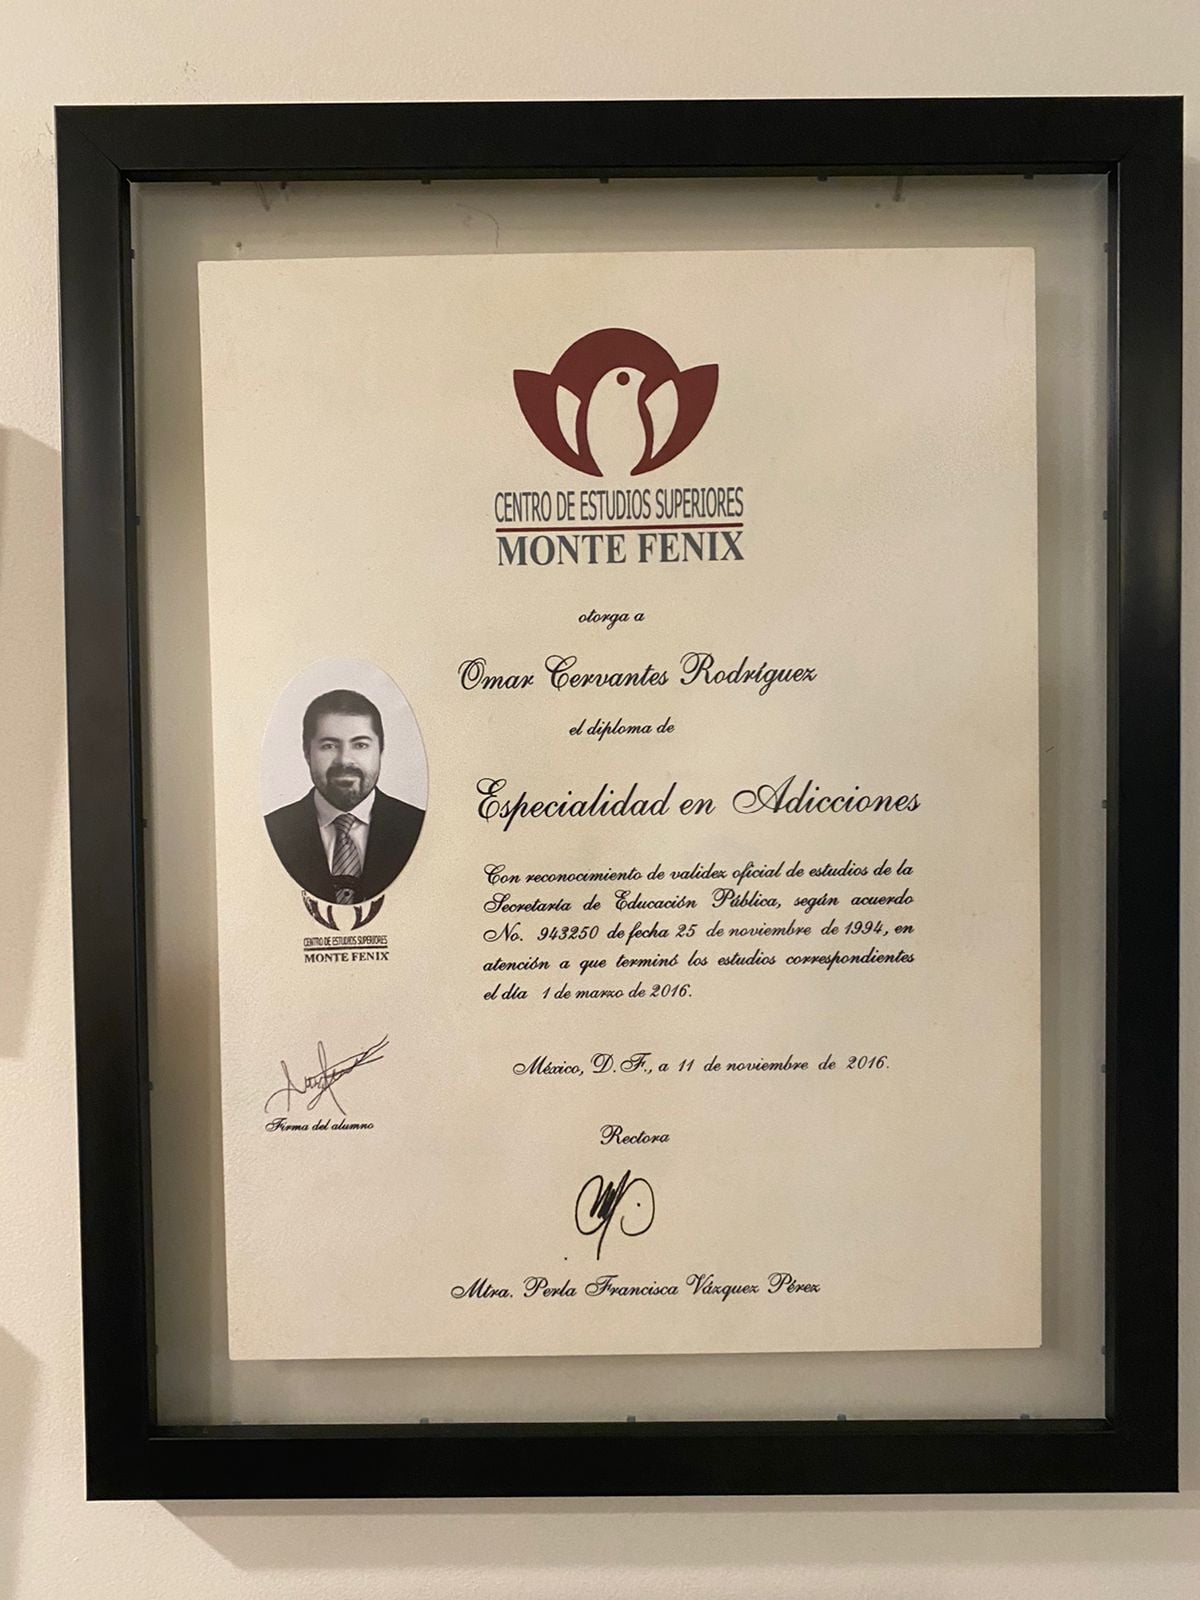 CENTRO DE ESTUDIOS SUPERIORES
MONTE FENIX
otorga a
Omar Cervantes Rodríguez
el diploma de
Especialidad en Adicciones
Con reconocimiento de validez oficial de estudios de la
Secretaría de Educación Pública, según acuerdo
No. 943250 de fecha 25 de noviembre de 1994, en
atención a que terminó los estudios correspondientes
el día 1 de marzo de 2016.
CENTRO DE ESTUDIOS SUPERIORES
MONTE FENIX
Firma del alumno
México, D. F., a 11 de noviembre de 2016.
Rectora
Mtra. Perla Francisca Vázquez Pérez